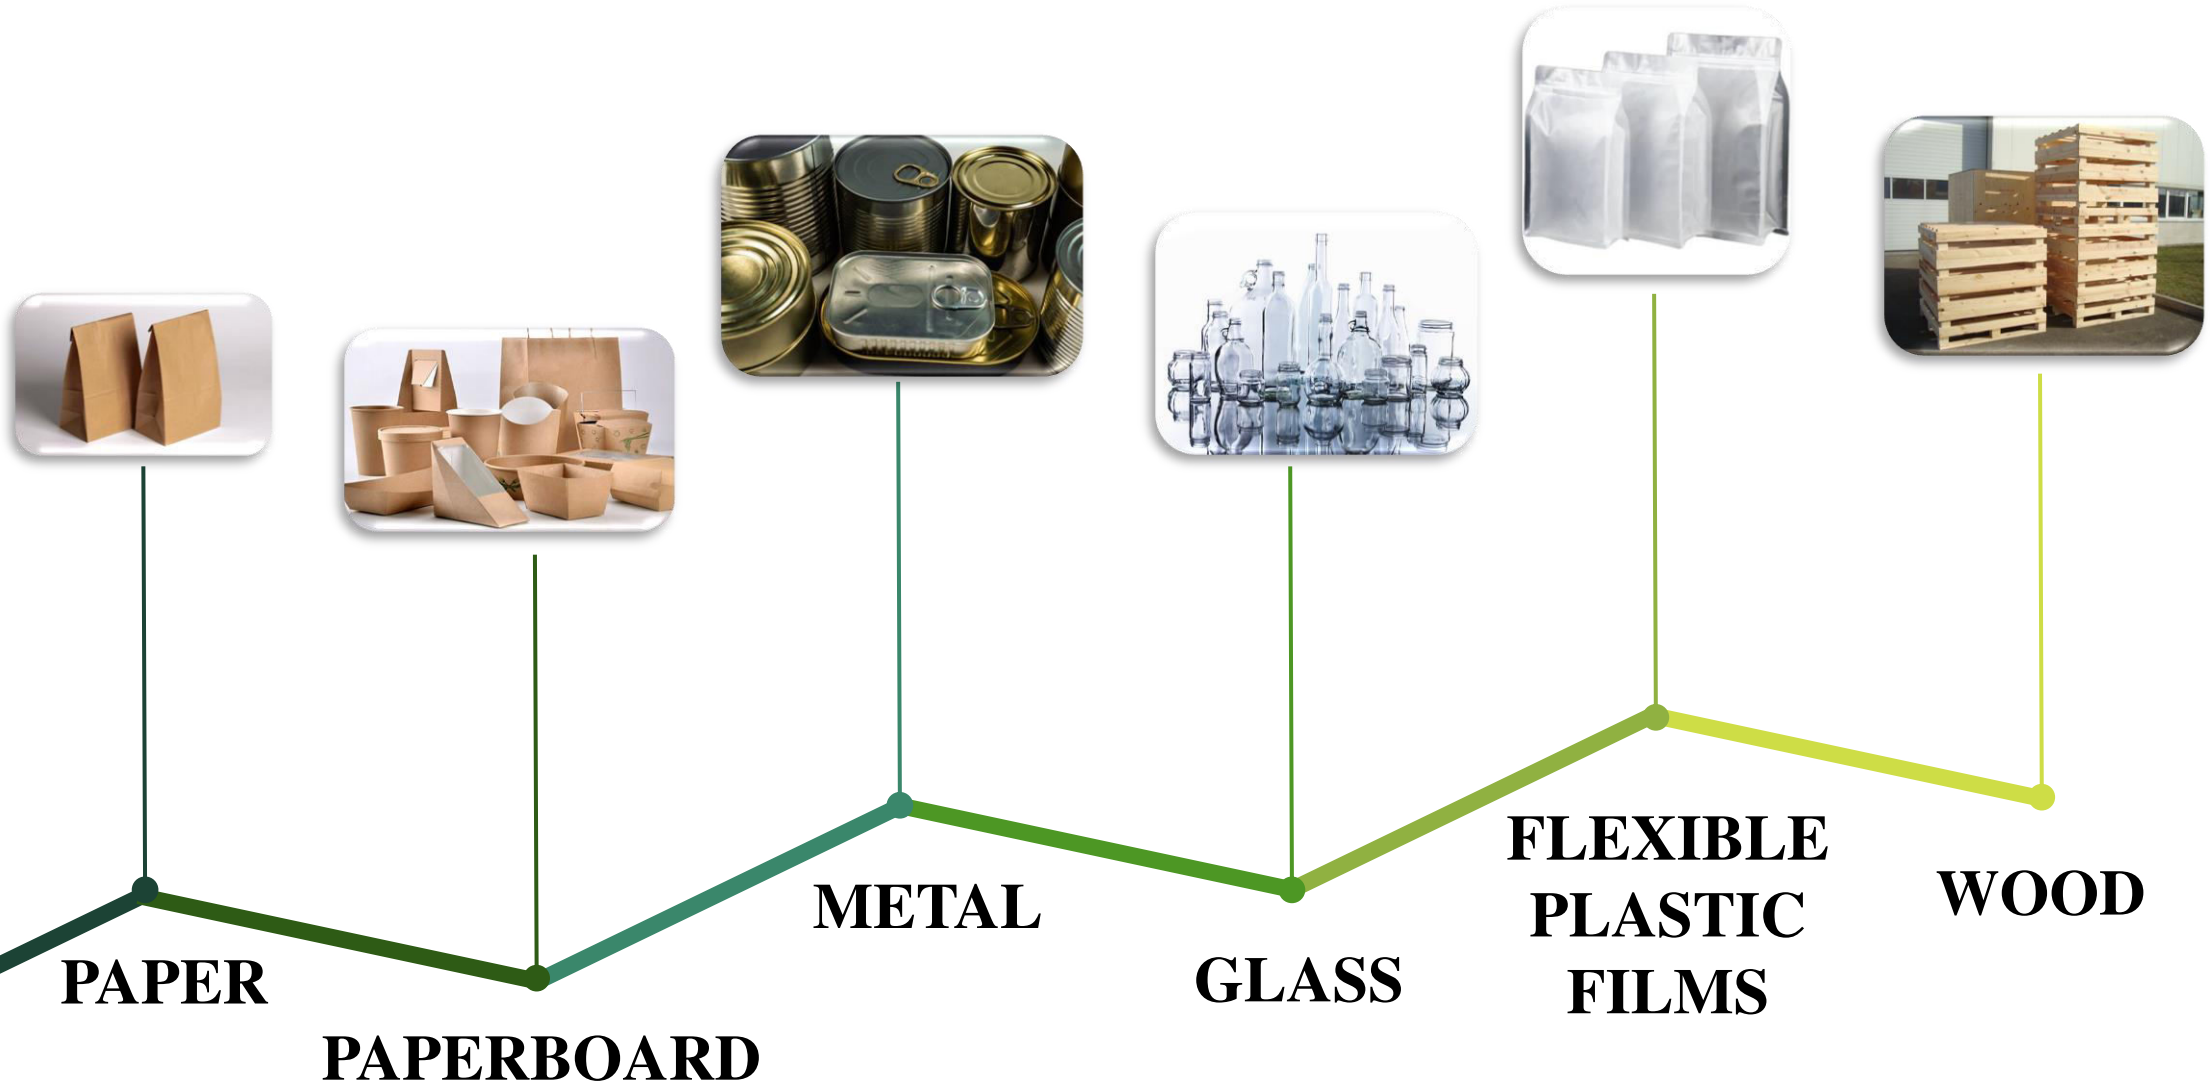 PAPER
PAPERBOARD
METAL
GLASS
FLEXIBLE
PLASTIC
FILMS
WOOD